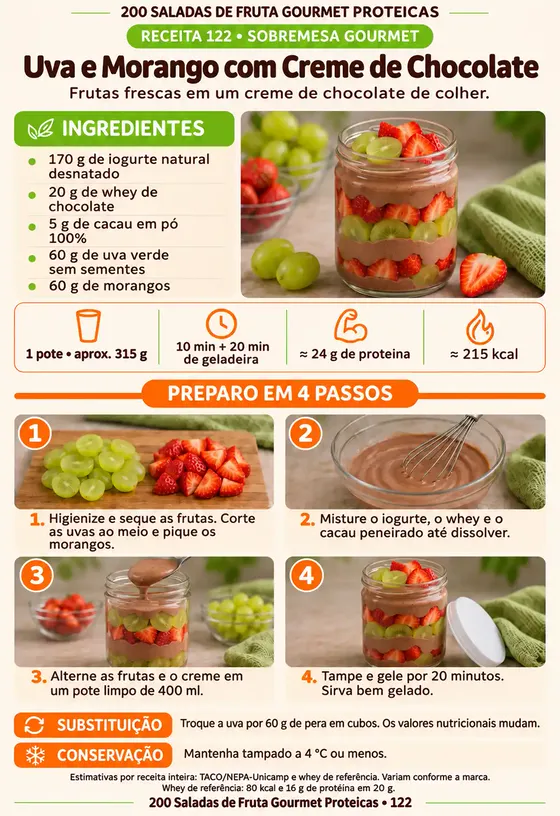 200 SALADAS DE FRUTA GOURMET PROTEICAS
RECEITA 122 • SOBREMESA GOURMET
Uva e Morango com Creme de Chocolate
Frutas frescas em um creme de chocolate de colher.
INGREDIENTES
• 170 g de iogurte natural
desnatado
• 20 g de whey de
chocolate
• 5 g de cacau em pó
100%
• 60 g de uva verde
sem sementes
• 60 g de morangos
1 pote • aprox. 315 g
10 min + 20 min
de geladeira
≈ 24 g de proteina
≈ 215 kcal
PREPARO EM 4 PASSOS
1
1. Higienize e seque as frutas. Corte
as uvas ao meio e pique os
morangos.
2
2. Misture o iogurte, o whey e o
cacau peneirado até dissolver.
3
3. Alterne as frutas e o creme em
um pote limpo de 400 ml.
4
4. Tampe e gele por 20 minutos.
Sirva bem gelado.
SUBSTITUIÇÃO
Troque a uva por 60 g de pera em cubos. Os valores nutricionais mudam.
CONSERVAÇÃO
Mantenha tampado a 4 °C ou menos.
Estimativas por receita inteira: TACO/NEPA-Unicamp e whey de referência. Variam conforme a marca.
Whey de referência: 80 kcal e 16 g de protéina em 20 g.
200 Saladas de Fruta Gourmet Proteicas • 122